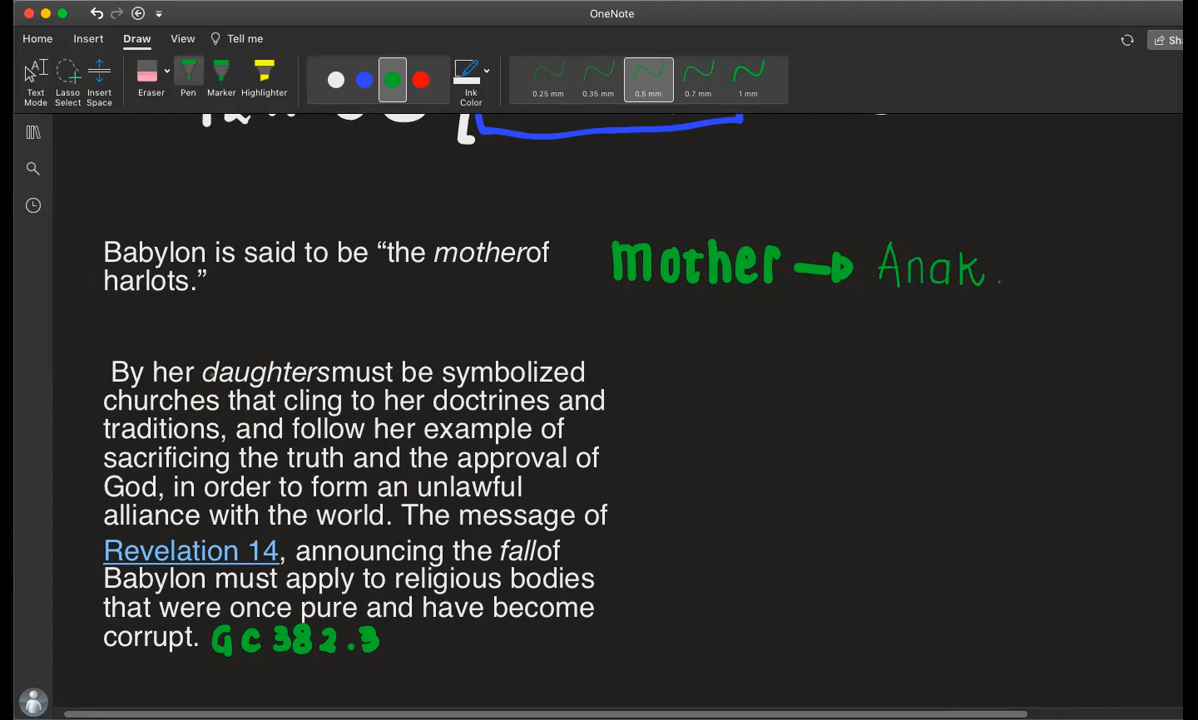 OneNote
Home Insert Draw View Tell me
Sha
Text Mode
Lasso Select
Insert Space
Eraser
Pen
Marker
Highlighter
Ink Color
0.25 mm 0.35 mm 0.5 mm 0.7 mm 1 mm
Babylon is said to be “the motherof
harlots.”
mother → Anak.
By her daughtersmust be symbolized
churches that cling to her doctrines and
traditions, and follow her example of
sacrificing the truth and the approval of
God, in order to form an unlawful
alliance with the world. The message of
Revelation 14, announcing the fallof
Babylon must apply to religious bodies
that were once pure and have become
corrupt. GC 382.3